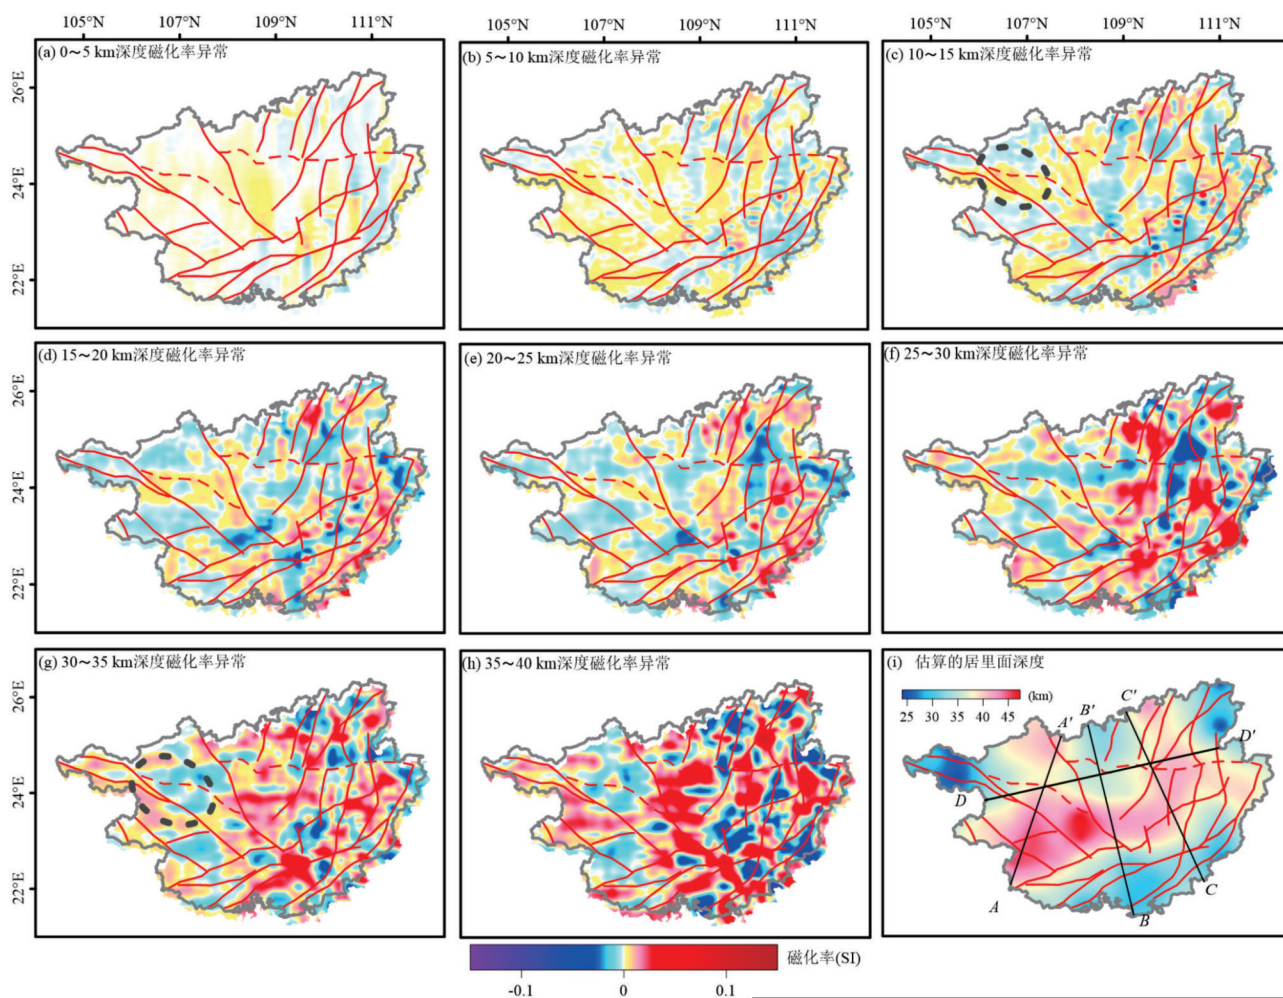 105°N 107°N 109°N 111°N 105°N 107°N 109°N 111°N 105°N 107°N 109°N 111°N
(a) 0～5 km深度磁化率异常 (b) 5～10 km深度磁化率异常 (c) 10～15 km深度磁化率异常
26°E
24°E
22°E
(d) 15～20 km深度磁化率异常 (e) 20～25 km深度磁化率异常 (f) 25～30 km深度磁化率异常
26°E
24°E
22°E
(g) 30～35 km深度磁化率异常 (h) 35～40 km深度磁化率异常 (i) 估算的居里面深度
26°E
24°E
22°E
(km)
25 30 35 40 45
A' B' C'
D'
D
A
B
C
磁化率(SI)
-0.1 0 0.1